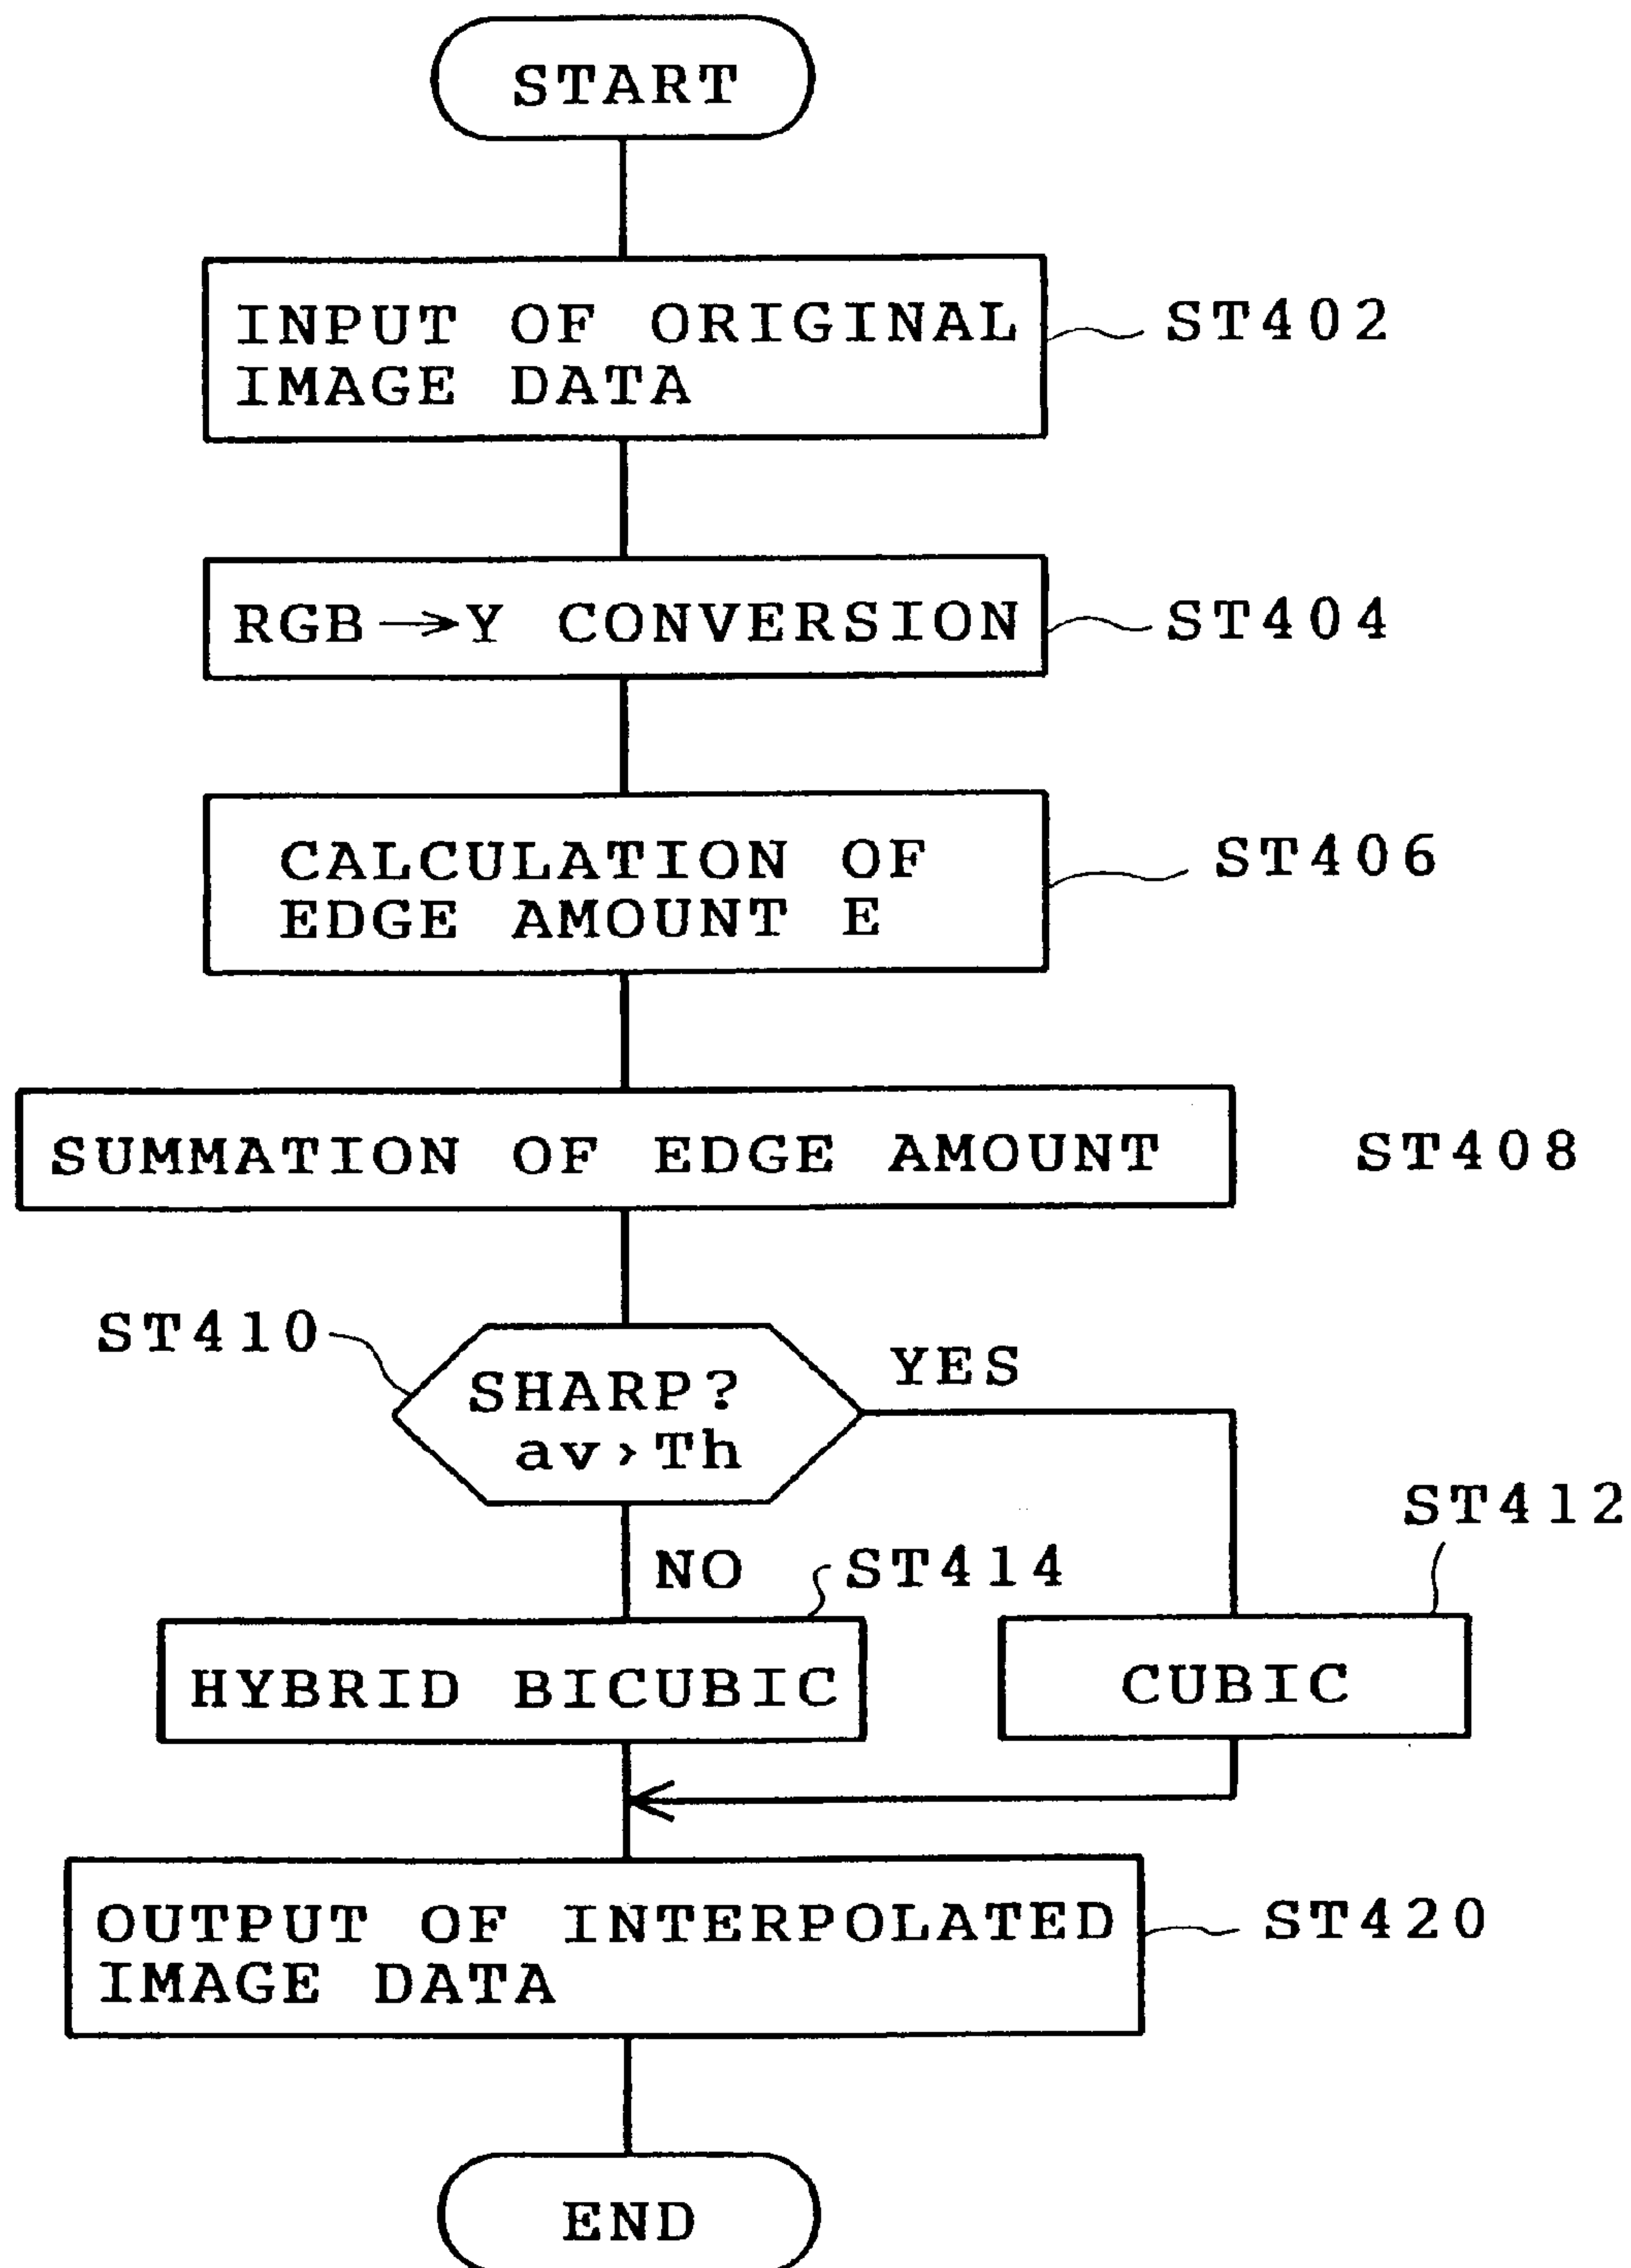 START
INPUT OF ORIGINAL
IMAGE DATA
ST402
RGB→Y CONVERSION
ST404
CALCULATION OF
EDGE AMOUNT E
ST406
SUMMATION OF EDGE AMOUNT
ST408
ST410
SHARP?
av>Th
YES
NO
ST414
ST412
HYBRID BICUBIC
CUBIC
OUTPUT OF INTERPOLATED
IMAGE DATA
ST420
END